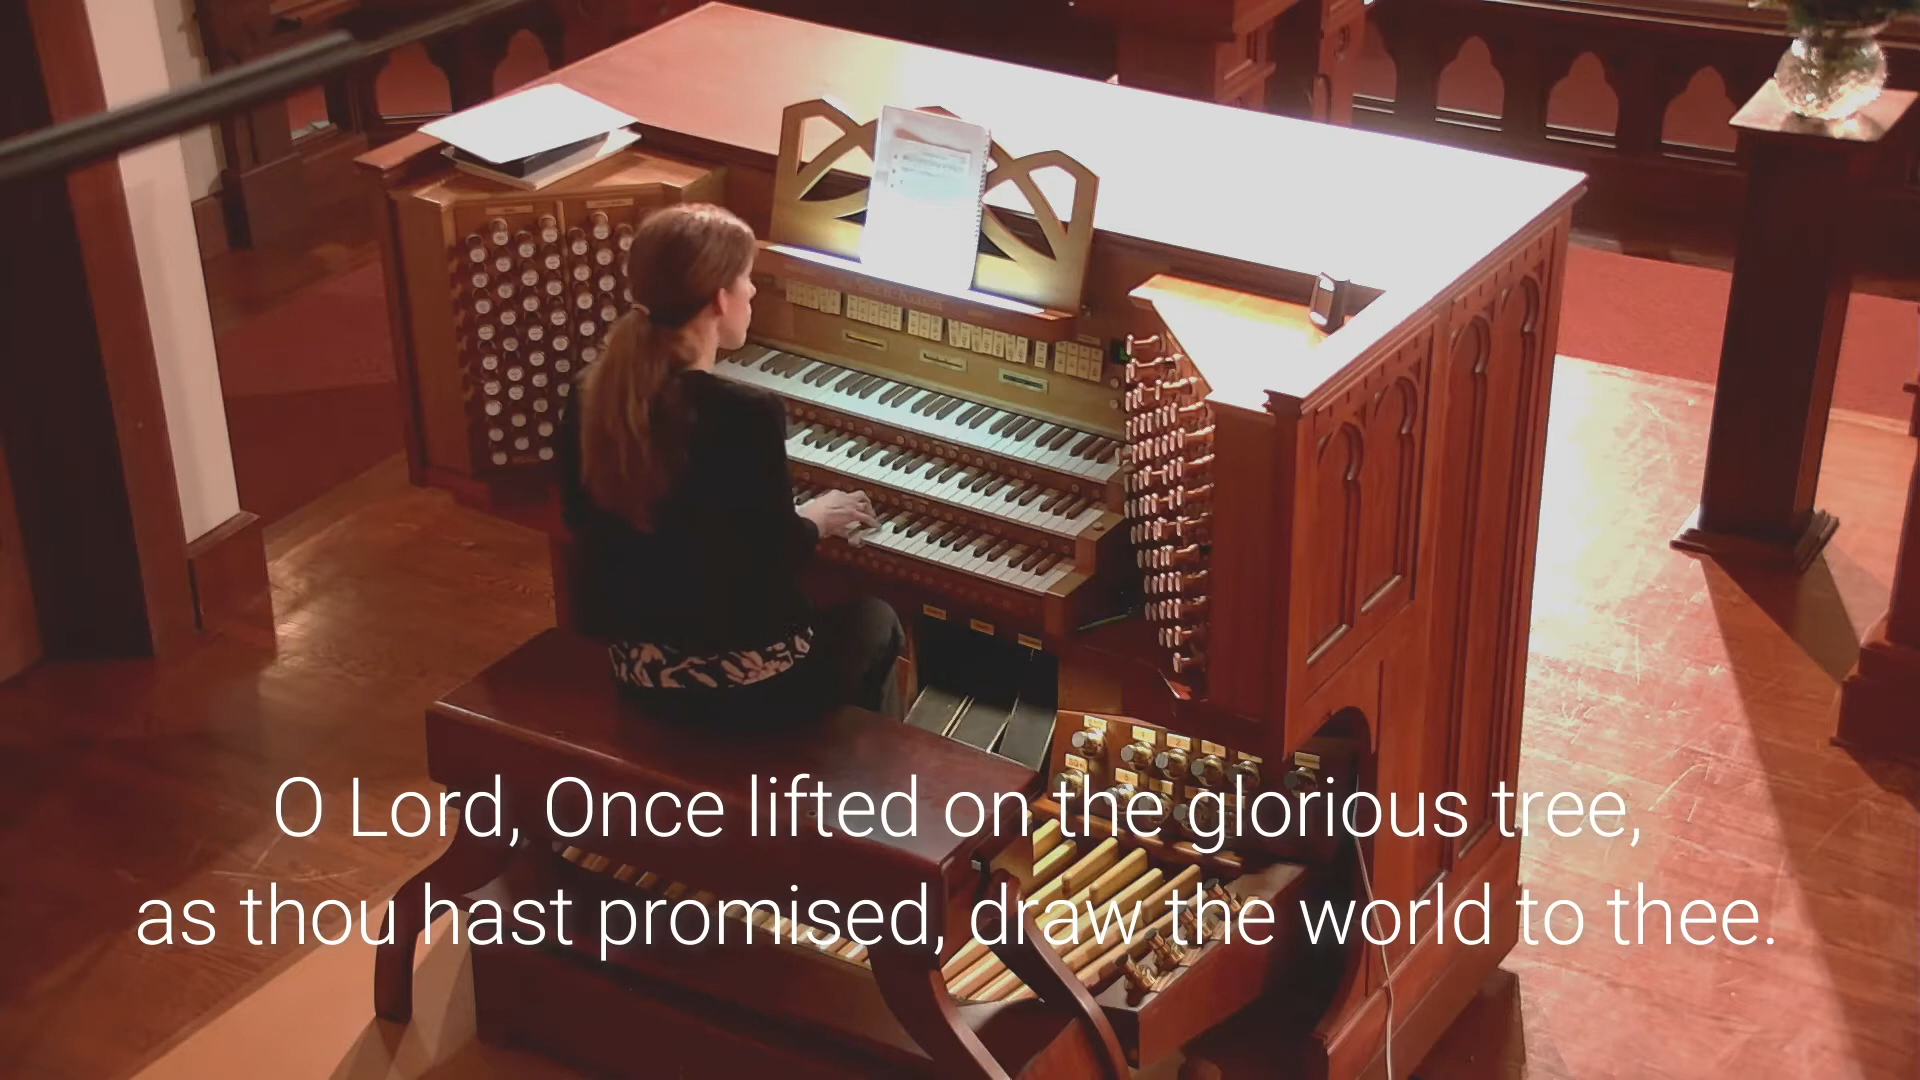 O Lord, Once lifted on the glorious tree,
as thou hast promised, draw the world to thee.